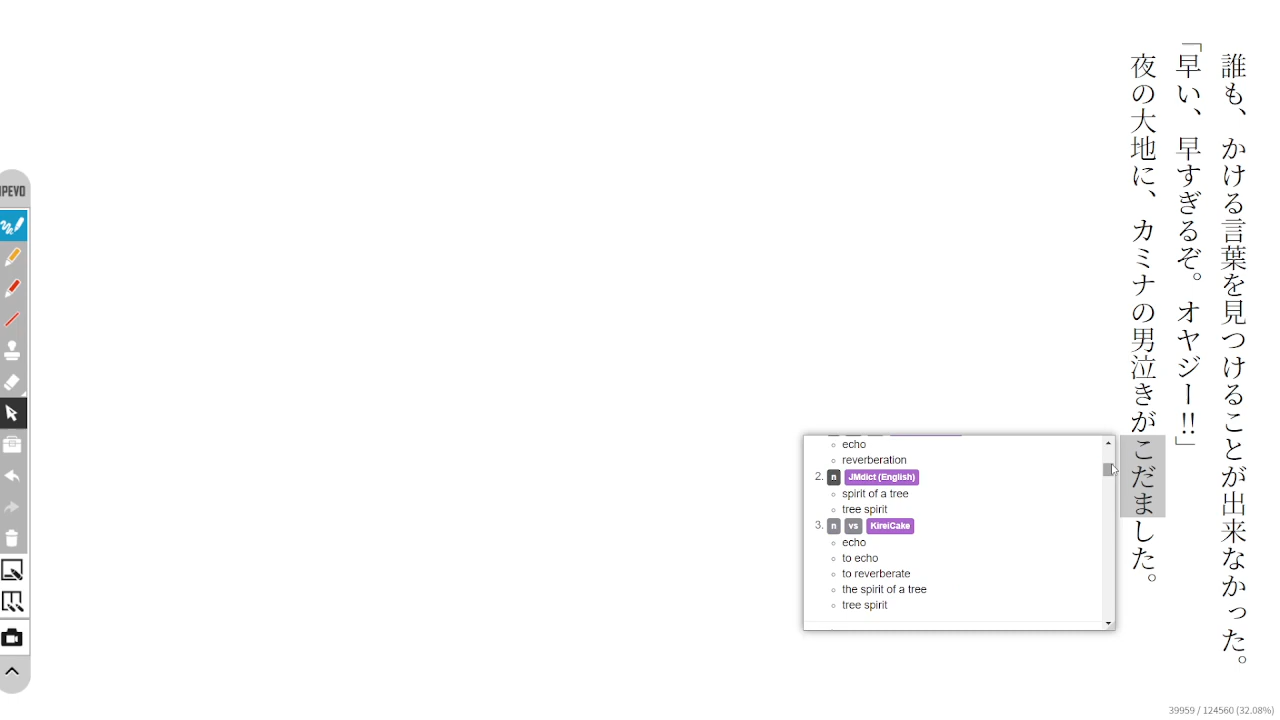 誰も、かける言葉を見つけることが出来なかった。
「早い、早すぎるぞ。オヤジー!!」
夜の大地に、カミナの男泣きがこだました。
echo
reverberation
2. n JMdict (English)
spirit of a tree
tree spirit
3. n vs KireiCake
echo
to echo
to reverberate
the spirit of a tree
tree spirit
IPEVO
39959 / 124560 (32.08%)